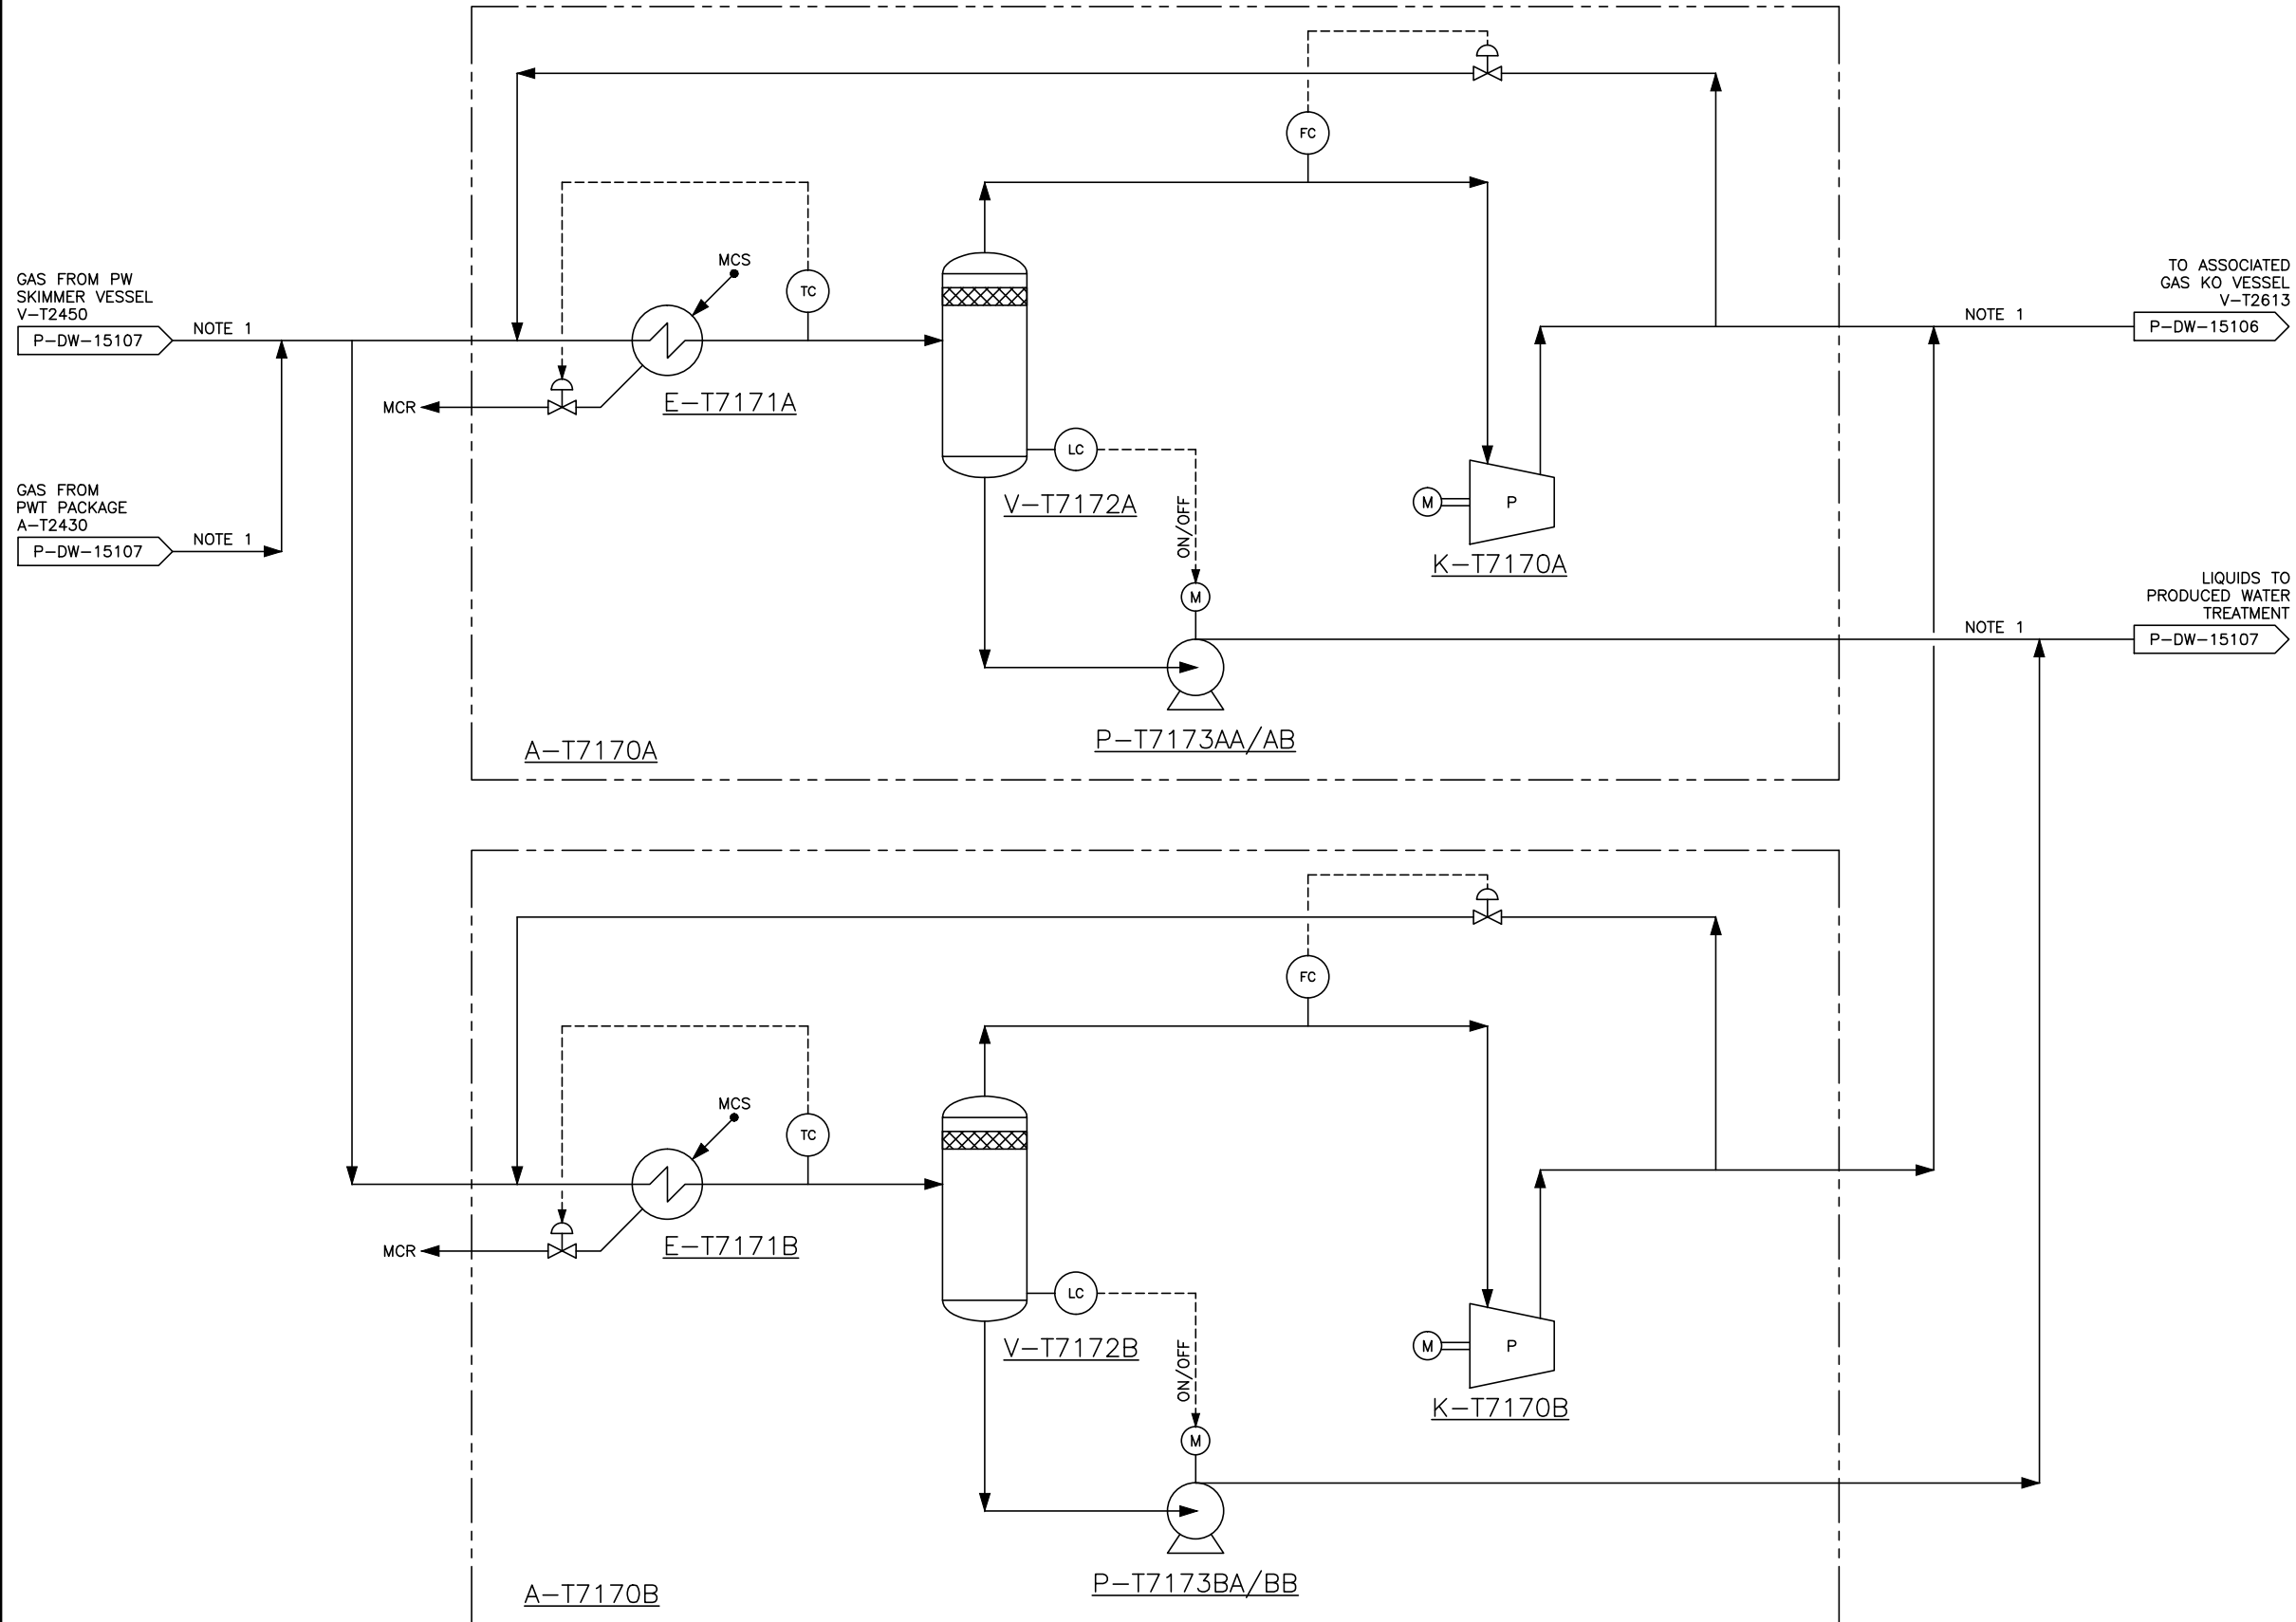 FC
MCS
TC
GAS FROM PW
SKIMMER VESSEL
V-T2450
P-DW-15107
NOTE 1
TO ASSOCIATED
GAS KO VESSEL
V-T2613
NOTE 1
P-DW-15106
MCR
E-T7171A
LC
V-T7172A
GAS FROM
PWT PACKAGE
A-T2430
P-DW-15107
NOTE 1
ON/OFF
M
P
K-T7170A
M
LIQUIDS TO
PRODUCED WATER
TREATMENT
NOTE 1
P-DW-15107
P-T7173AA/AB
A-T7170A
FC
MCS
TC
MCR
E-T7171B
LC
V-T7172B
ON/OFF
M
P
K-T7170B
M
P-T7173BA/BB
A-T7170B